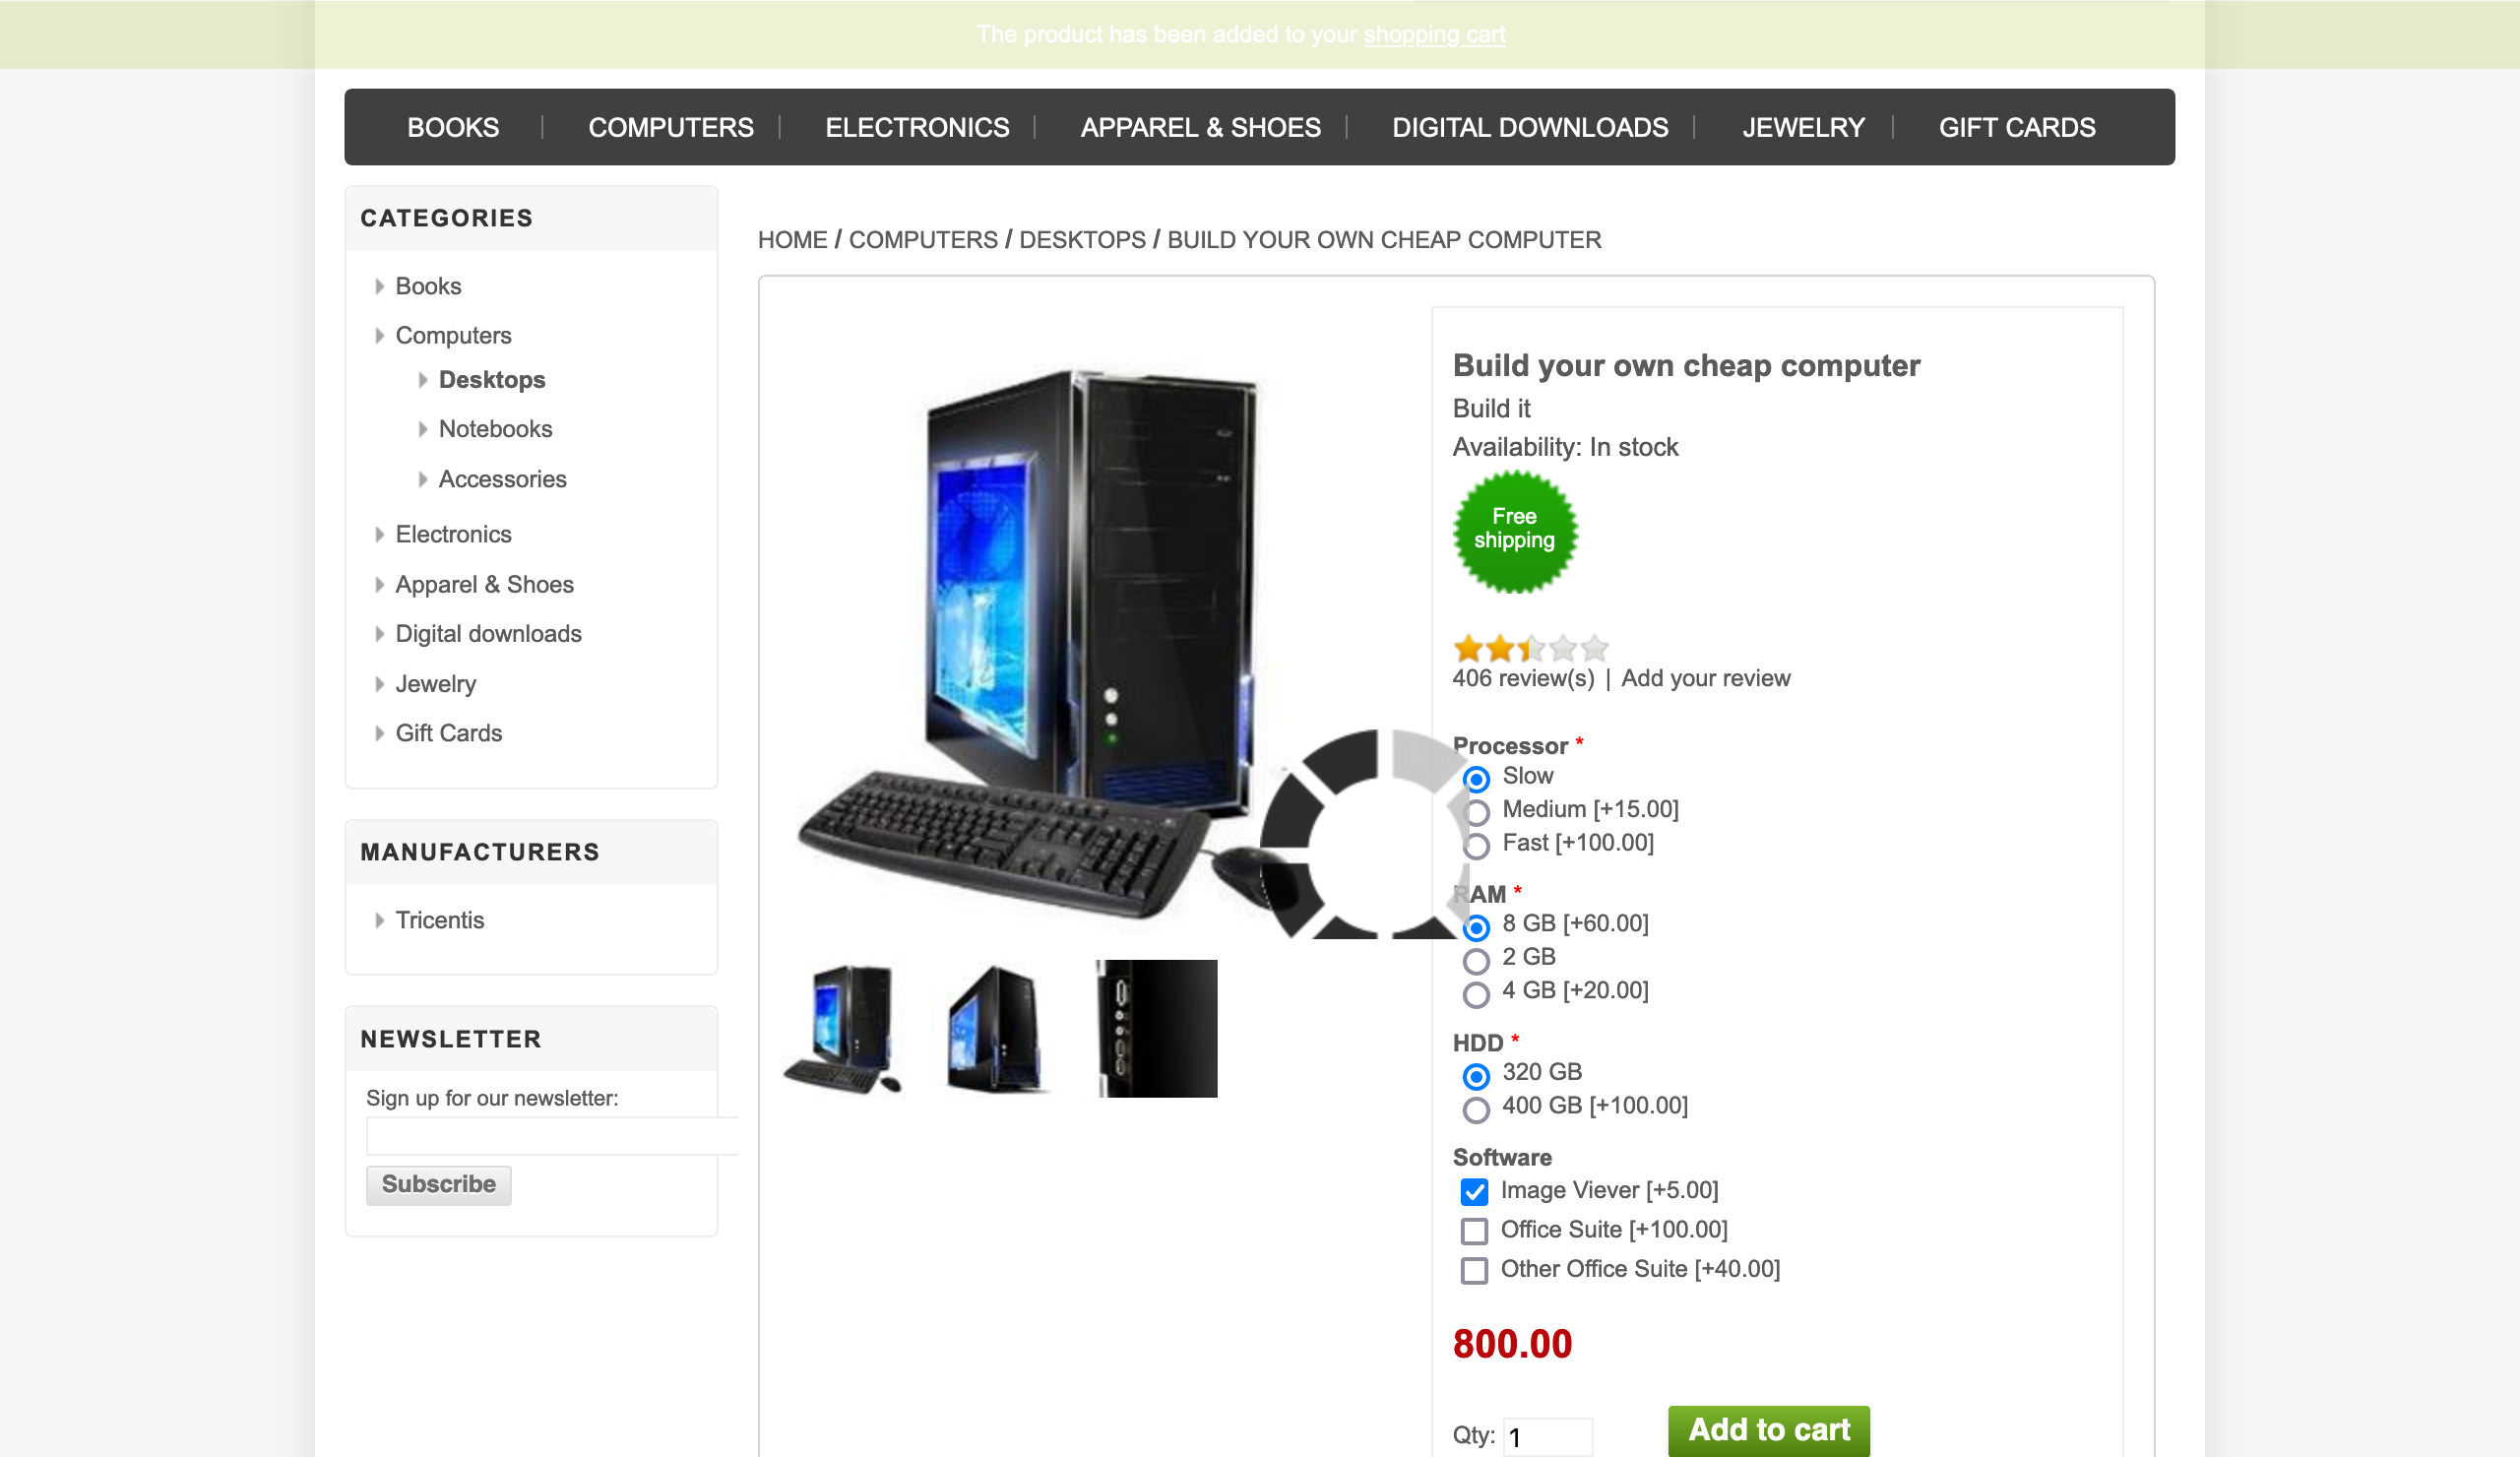 The product has been added to your shopping cart
BOOKS
COMPUTERS
ELECTRONICS
APPAREL & SHOES
DIGITAL DOWNLOADS
JEWELRY
GIFT CARDS
CATEGORIES
Books
Computers
Desktops
Notebooks
Accessories
Electronics
Apparel & Shoes
Digital downloads
Jewelry
Gift Cards
MANUFACTURERS
Tricentis
NEWSLETTER
Sign up for our newsletter:
Subscribe
HOME / COMPUTERS / DESKTOPS / BUILD YOUR OWN CHEAP COMPUTER
Build your own cheap computer
Build it
Availability: In stock
Free
shipping
406 review(s) | Add your review
Processor *
Slow
Medium [+15.00]
Fast [+100.00]
RAM *
8 GB [+60.00]
2 GB
4 GB [+20.00]
HDD *
320 GB
400 GB [+100.00]
Software
Image Viever [+5.00]
Office Suite [+100.00]
Other Office Suite [+40.00]
800.00
Qty: 1
Add to cart